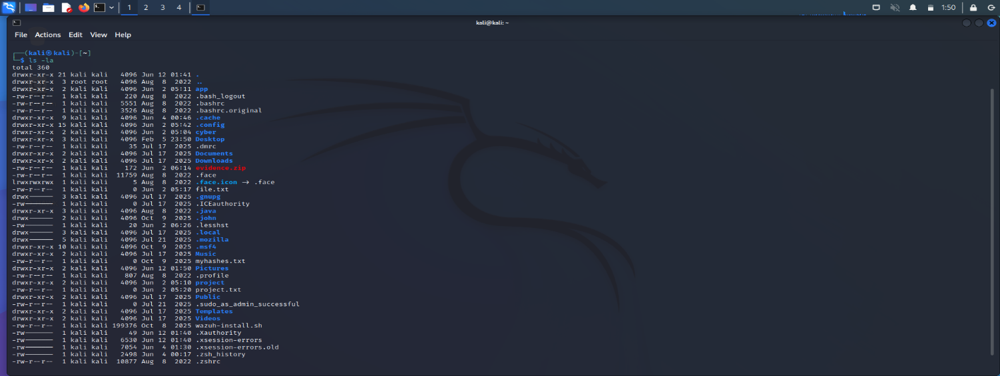 1 2 3 4 1:50
kali@kali: ~
File Actions Edit View Help
┌──(kali㉿kali)-[~]
└─$ ls -la
total 360
drwxr-xr-x 21 kali kali   4096 Jun 12 01:41 .
drwxr-xr-x  3 root root   4096 Aug  8  2022 ..
drwxr-xr-x  2 kali kali   4096 Jun  2 05:11 app
-rw-r--r--  1 kali kali    220 Aug  8  2022 .bash_logout
-rw-r--r--  1 kali kali   5551 Aug  8  2022 .bashrc
-rw-r--r--  1 kali kali   3526 Aug  8  2022 .bashrc.original
drwxr-xr-x  9 kali kali   4096 Jun  4 00:46 .cache
drwxr-xr-x 15 kali kali   4096 Jun  2 05:42 .config
drwxr-xr-x  2 kali kali   4096 Jun  2 05:04 cyber
drwxr-xr-x  3 kali kali   4096 Feb  5 23:50 Desktop
-rw-r--r--  1 kali kali     35 Jul 17  2025 .dmrc
drwxr-xr-x  2 kali kali   4096 Jul 17  2025 Documents
drwxr-xr-x  2 kali kali   4096 Jul 17  2025 Downloads
-rw-r--r--  1 kali kali    172 Jun  2 06:14 evidence.zip
-rw-r--r--  1 kali kali  11759 Aug  8  2022 .face
lrwxrwxrwx  1 kali kali      5 Aug  8  2022 .face.icon → .face
-rw-r--r--  1 kali kali      0 Jun  2 05:17 file.txt
drwx------  3 kali kali   4096 Jul 17  2025 .gnupg
-rw-------  1 kali kali      0 Jul 17  2025 .ICEauthority
drwxr-xr-x  3 kali kali   4096 Aug  8  2022 .java
drwx------  2 kali kali   4096 Oct  9  2025 .john
-rw-------  1 kali kali     20 Jun  2 06:26 .lesshst
drwx------  3 kali kali   4096 Jul 17  2025 .local
drwx------  5 kali kali   4096 Jul 21  2025 .mozilla
drwxr-xr-x 10 kali kali   4096 Oct  9  2025 .msf4
drwxr-xr-x  2 kali kali   4096 Jul 17  2025 Music
-rw-r--r--  1 kali kali      0 Oct  9  2025 myhashes.txt
drwxr-xr-x  2 kali kali   4096 Jun 12 01:50 Pictures
-rw-r--r--  1 kali kali    807 Aug  8  2022 .profile
drwxr-xr-x  2 kali kali   4096 Jun  2 05:10 project
-rw-r--r--  1 kali kali      0 Jun  2 05:20 project.txt
drwxr-xr-x  2 kali kali   4096 Jul 17  2025 Public
-rw-r--r--  1 kali kali      0 Jul 21  2025 .sudo_as_admin_successful
drwxr-xr-x  2 kali kali   4096 Jul 17  2025 Templates
drwxr-xr-x  2 kali kali   4096 Jul 17  2025 Videos
-rw-r--r--  1 kali kali 199376 Oct  8  2025 wazuh-install.sh
-rw-------  1 kali kali     49 Jun 12 01:40 .Xauthority
-rw-------  1 kali kali   6530 Jun 12 01:40 .xsession-errors
-rw-------  1 kali kali   7054 Jun  4 01:30 .xsession-errors.old
-rw-------  1 kali kali   2498 Jun  4 00:17 .zsh_history
-rw-r--r--  1 kali kali  10877 Aug  8  2022 .zshrc